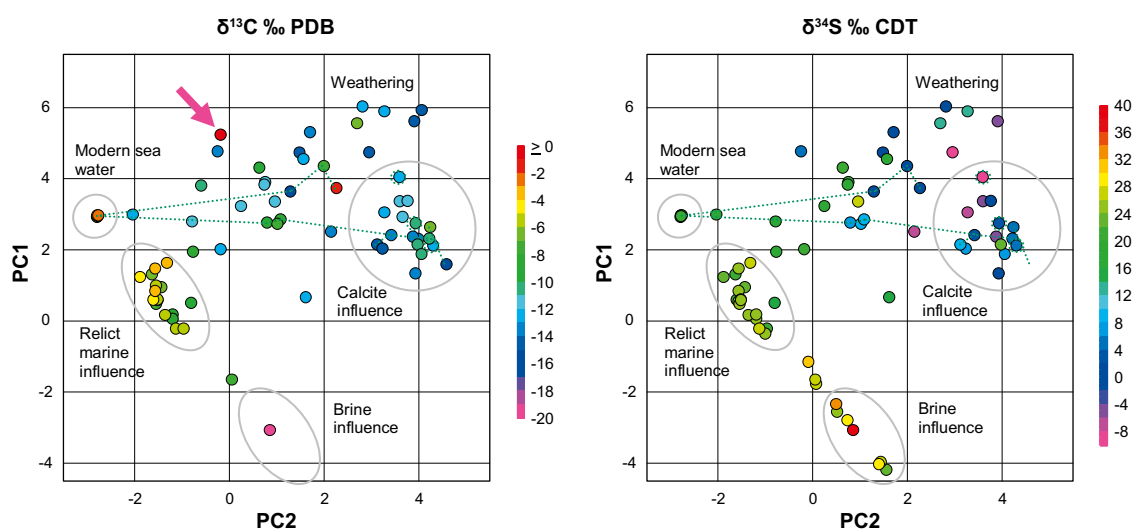 δ¹³C ‰ PDB
6
4
2
0
-2
-4
PC1
-2
0
2
4
PC2
Weathering
Modern sea
water
Calcite
influence
Relict
marine
influence
Brine
influence
≥ 0
-2
-4
-6
-8
-10
-12
-14
-16
-17
-18
-20
δ³⁴S ‰ CDT
6
4
2
0
-2
-4
PC1
-2
0
2
4
PC2
Weathering
Modern sea
water
Calcite
influence
Relict
marine
influence
Brine
influence
40
36
32
28
24
20
16
12
8
4
0
-4
-8